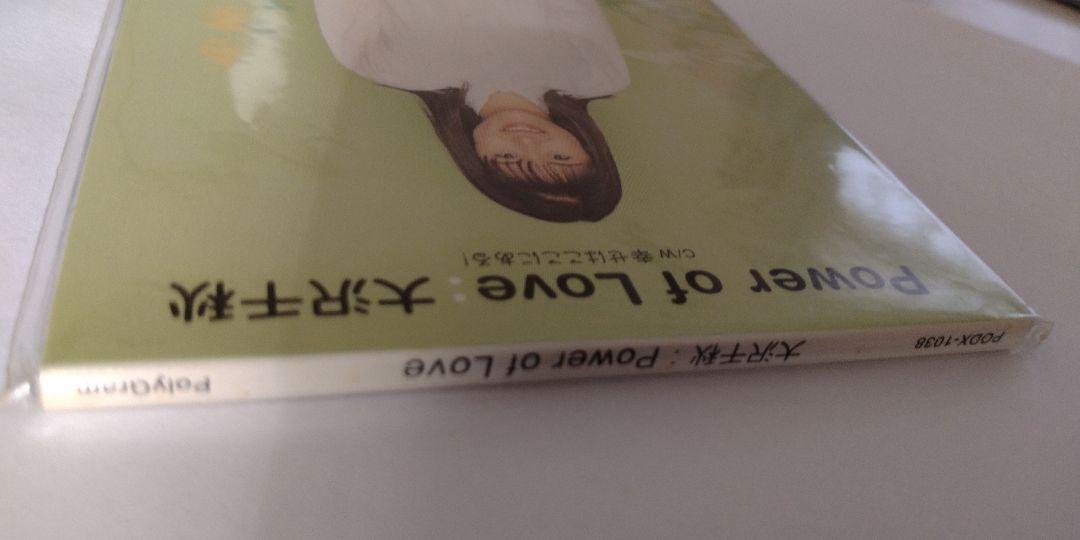 Power of Love : 大沢千秋
C/W 幸せはここにある!
PODX-1038
大沢千秋 : Power of Love
PolyGram